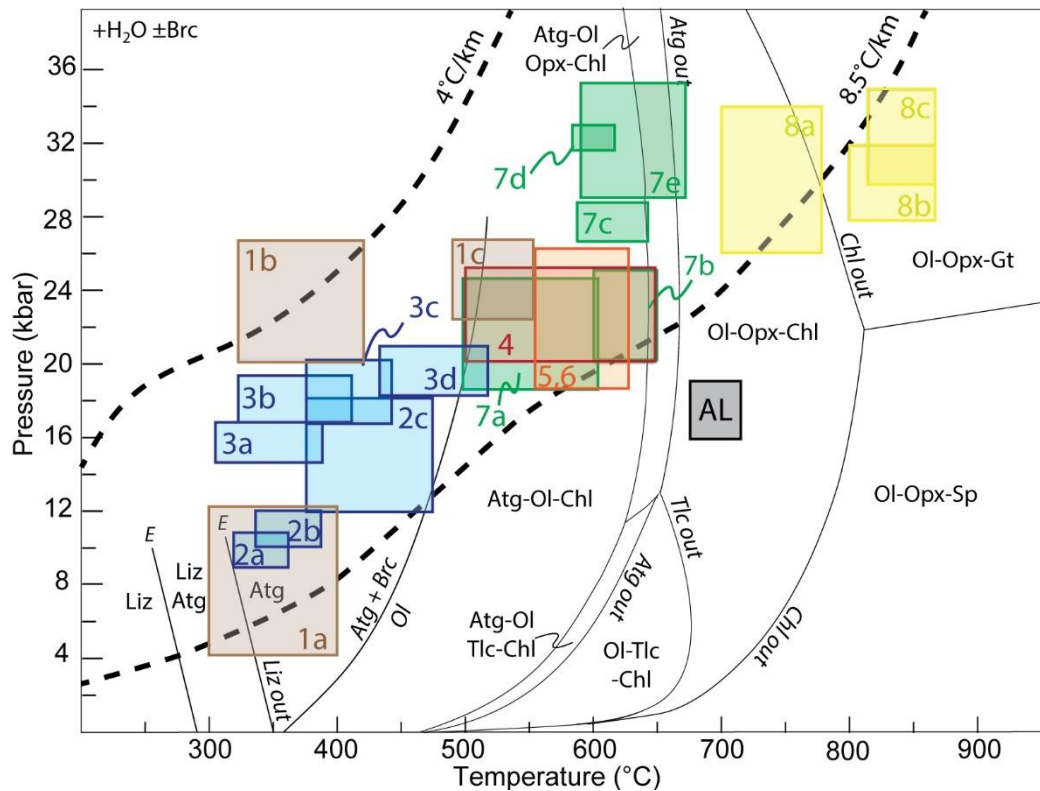 +H₂O ±Brc
4°C/km
Atg-Ol
Opx-Chl
Atg out
8.5°C/km
36
32
28
24
20
16
12
8
4
Pressure (kbar)
8a
8c
8b
7d
7e
7c
7b
1b
1c
3c
4
5,6
3d
7a
3b
2c
3a
2b
2a
1a
AL
Chl out
Ol-Opx-Gt
Ol-Opx-Chl
Atg-Ol-Chl
Ol-Opx-Sp
E
E
Liz
Liz
Atg
Atg
Liz out
Atg + Brc
Ol
Atg-Ol
Tlc-Chl
Atg out
Tlc out
Ol-Tlc
-Chl
Chl out
300
400
500
600
700
800
900
Temperature (°C)